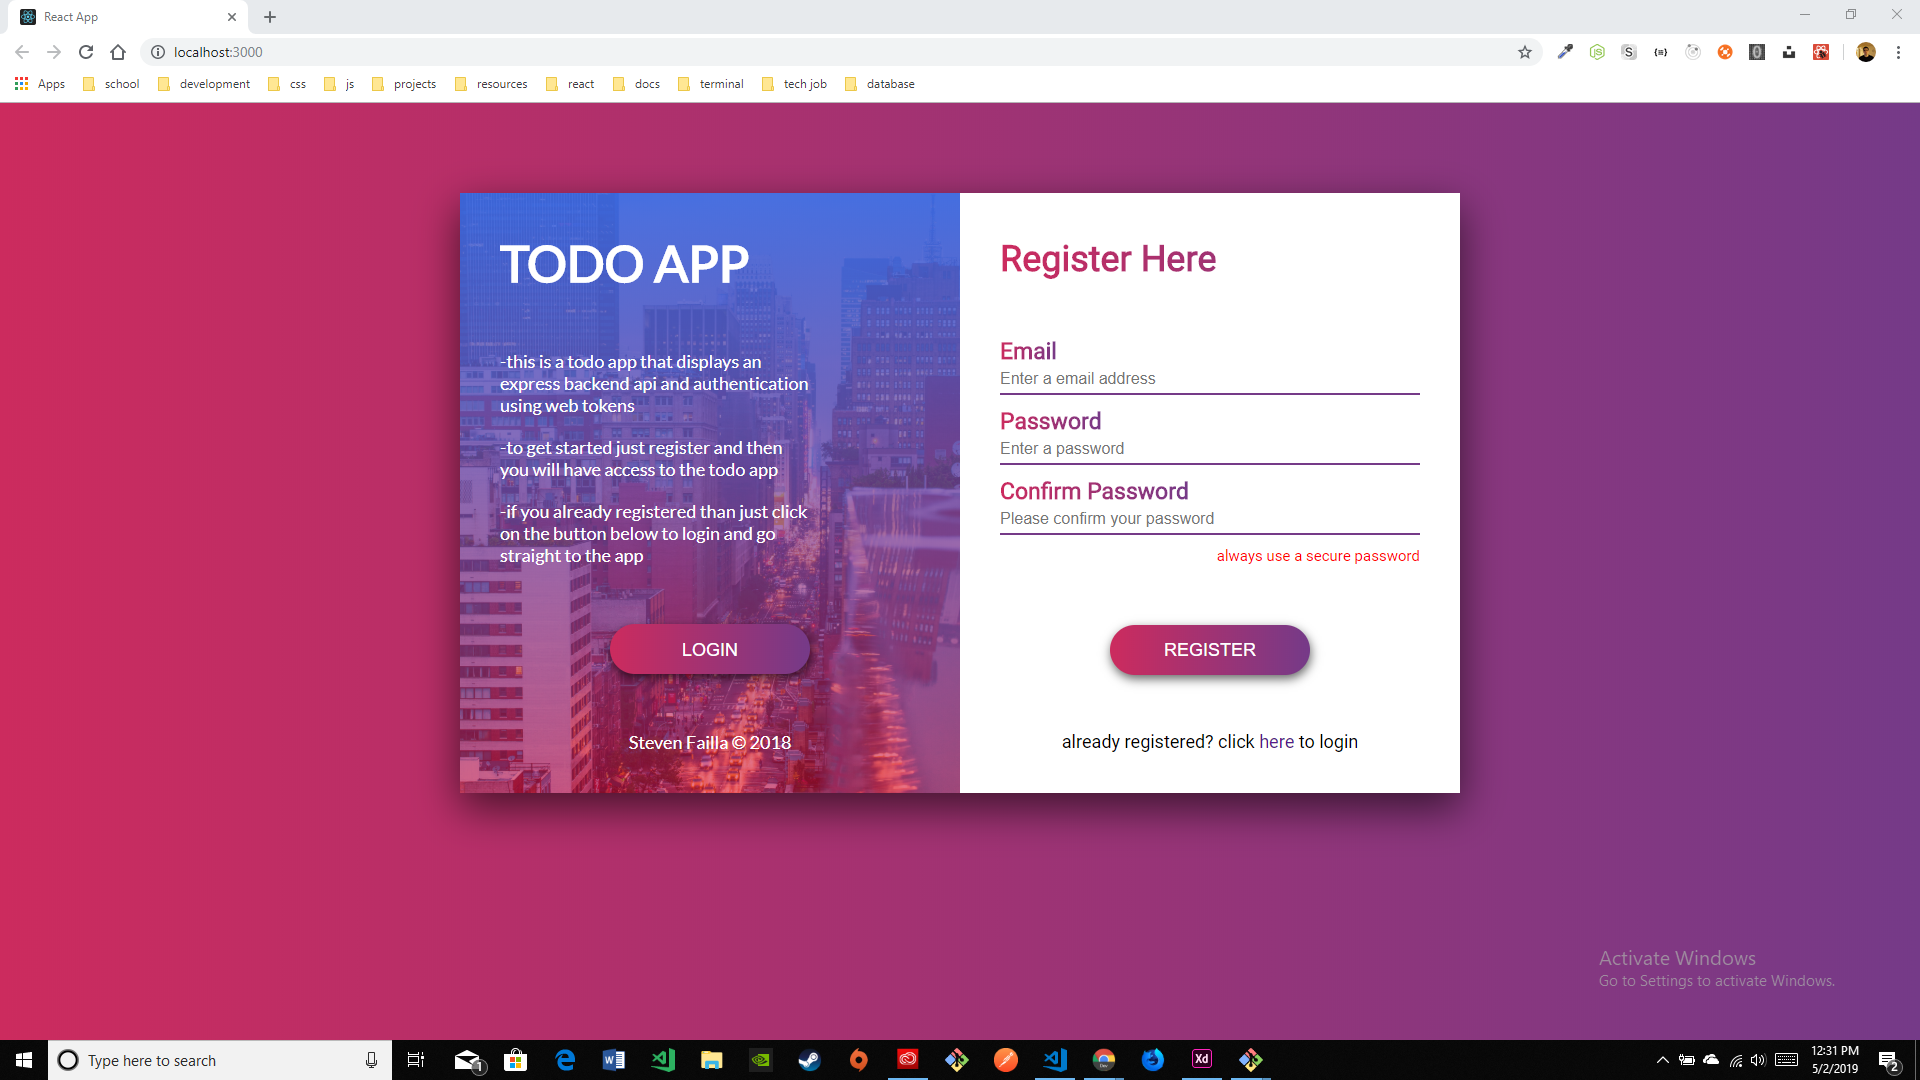 React App
localhost:3000
Apps school development css js projects resources react docs terminal tech job database
TODO APP
-this is a todo app that displays an
express backend api and authentication
using web tokens
-to get started just register and then
you will have access to the todo app
-if you already registered than just click
on the button below to login and go
straight to the app
LOGIN
Steven Failla © 2018
Register Here
Email
Enter a email address
Password
Enter a password
Confirm Password
Please confirm your password
always use a secure password
REGISTER
already registered? click here to login
Activate Windows
Go to Settings to activate Windows.
Type here to search
1
Xd
12:31 PM
5/2/2019
2